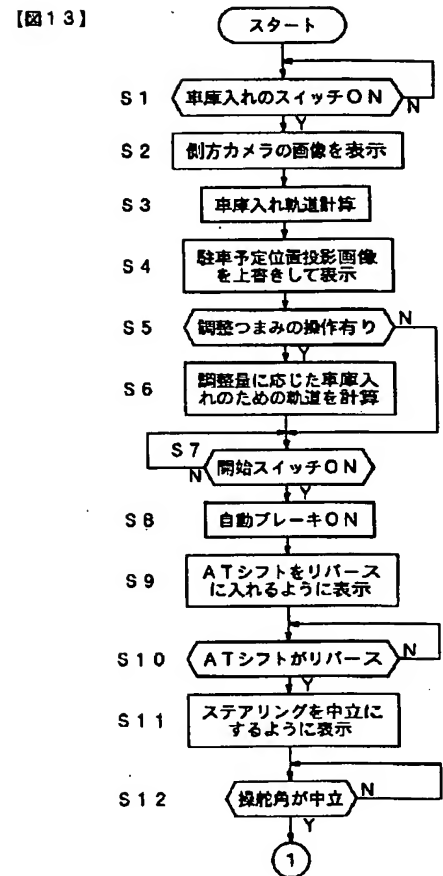 【図13】
スタート
S1
車庫入れのスイッチON
N
Y
S2
側方カメラの画像を表示
S3
車庫入れ軌道計算
S4
駐車予定位置投影画像
を上書きして表示
S5
調整つまみの操作有り
N
Y
S6
調整量に応じた車庫入
れのための軌道を計算
S7
開始スイッチON
N
Y
S8
自動ブレーキON
S9
ATシフトをリバース
に入れるように表示
S10
ATシフトがリバース
N
Y
S11
ステアリングを中立に
するように表示
S12
操舵角が中立
N
Y
1